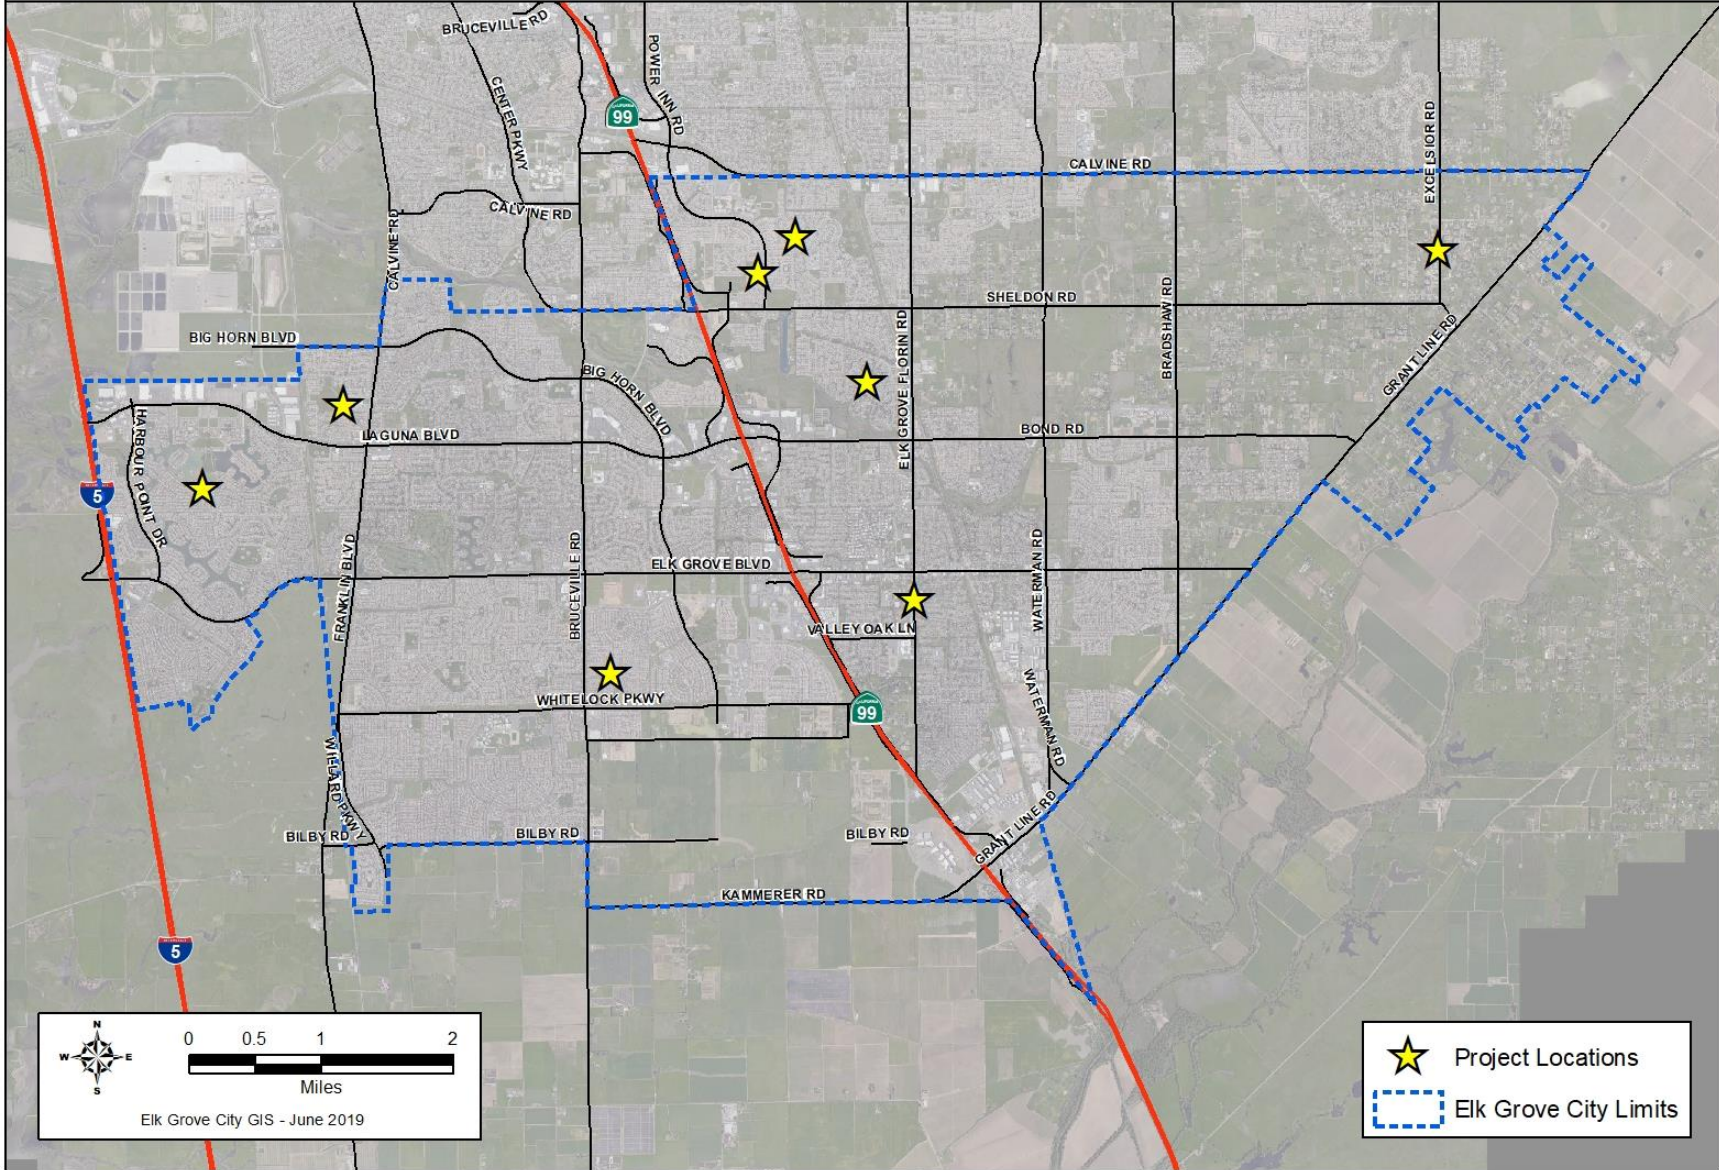 BRUCEVILLE RD
POWER INN RD
CENTER PKWY
CALIFORNIA
99
EXCELSIOR RD
CALVINE RD
CALVINE RD
CALVINE RD
SHELDON RD
BRADSHAW RD
BIG HORN BLVD
ELK GROVE FLORIN RD
GRANT LINE RD
BIG HORN BLVD
HARBOUR POINT DR
LAGUNA BLVD
BOND RD
5
FRANKLIN BLVD
BRUCEVILLE RD
ELK GROVE BLVD
WATERMAN RD
VALLEY OAK LN
WHITELOCK PKWY
CALIFORNIA
99
WATERMAN RD
WILLARD PKWY
BILBY RD
BILBY RD
BILBY RD
GRANT LINE RD
KAMMERER RD
5
N
W E
S
0 0.5 1 2
Miles
Elk Grove City GIS - June 2019
Project Locations
Elk Grove City Limits